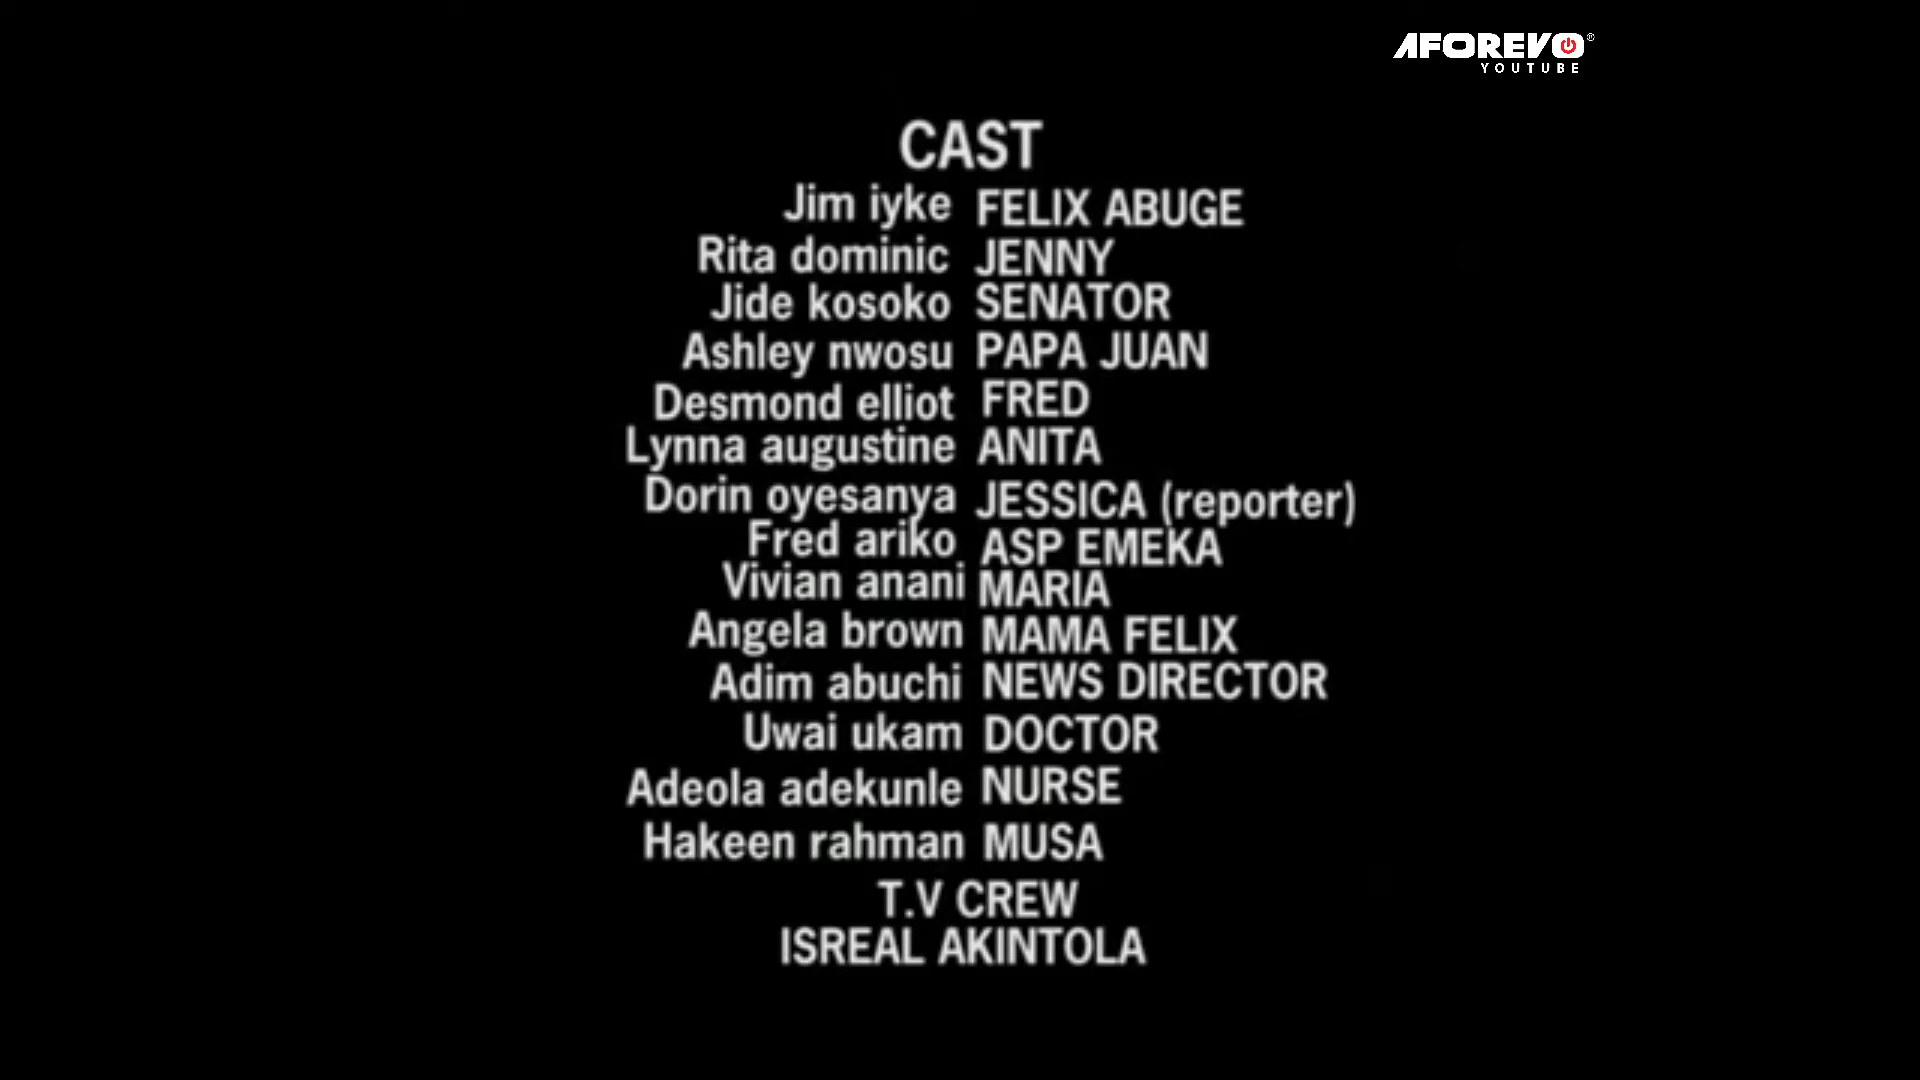 AFOREVO®
YOUTUBE
CAST
Jim iyke FELIX ABUGE
Rita dominic JENNY
Jide kosoko SENATOR
Ashley nwosu PAPA JUAN
Desmond elliot FRED
Lynna augustine ANITA
Dorin oyesanya JESSICA (reporter)
Fred ariko ASP EMEKA
Vivian anani MARIA
Angela brown MAMA FELIX
Adim abuchi NEWS DIRECTOR
Uwai ukam DOCTOR
Adeola adekunle NURSE
Hakeen rahman MUSA
T.V CREW
ISREAL AKINTOLA